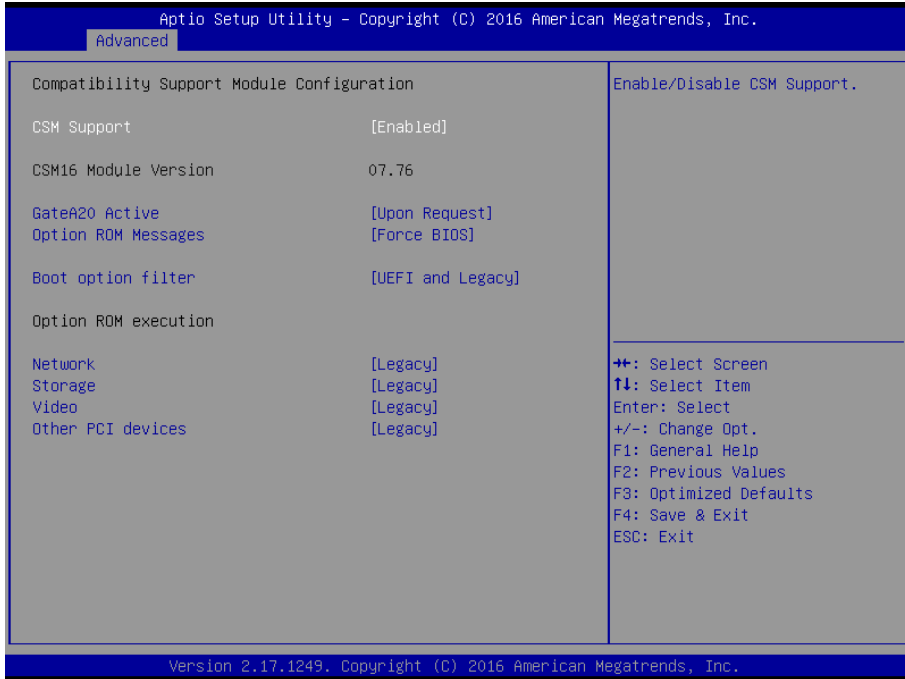 Aptio Setup Utility – Copyright (C) 2016 American Megatrends, Inc.
Advanced
Compatibility Support Module Configuration
CSM Support [Enabled]
CSM16 Module Version 07.76
GateA20 Active [Upon Request]
Option ROM Messages [Force BIOS]
Boot option filter [UEFI and Legacy]
Option ROM execution
Network [Legacy]
Storage [Legacy]
Video [Legacy]
Other PCI devices [Legacy]
Enable/Disable CSM Support.
→←: Select Screen
↑↓: Select Item
Enter: Select
+/-: Change Opt.
F1: General Help
F2: Previous Values
F3: Optimized Defaults
F4: Save & Exit
ESC: Exit
Version 2.17.1249. Copyright (C) 2016 American Megatrends, Inc.